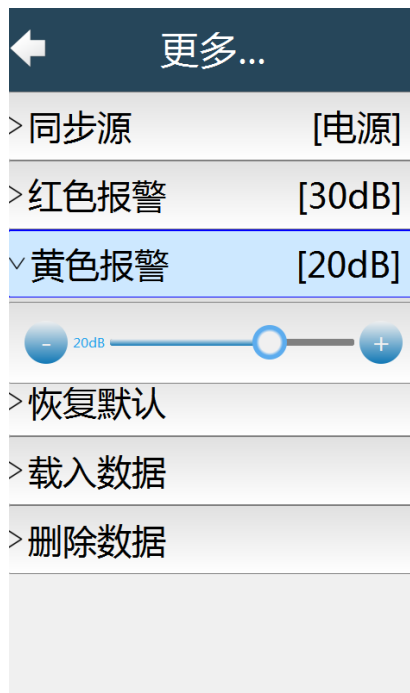 更多...
同步源 [电源]
红色报警 [30dB]
黄色报警 [20dB]
- 20dB +
恢复默认
载入数据
删除数据